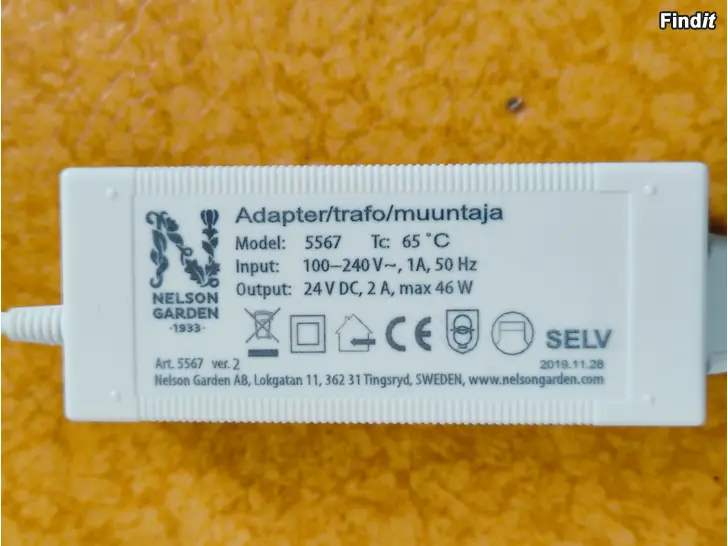 Findit
Adapter/trafo/muuntaja
Model: 5567 Tc: 65 °C
Input: 100–240 V~, 1A, 50 Hz
Output: 24 V DC, 2 A, max 46 W
NELSON
GARDEN
·1933·
CE
SELV
Art. 5567 ver. 2
2019.11.28
Nelson Garden AB, Lokgatan 11, 362 31 Tingsryd, SWEDEN, www.nelsongarden.com